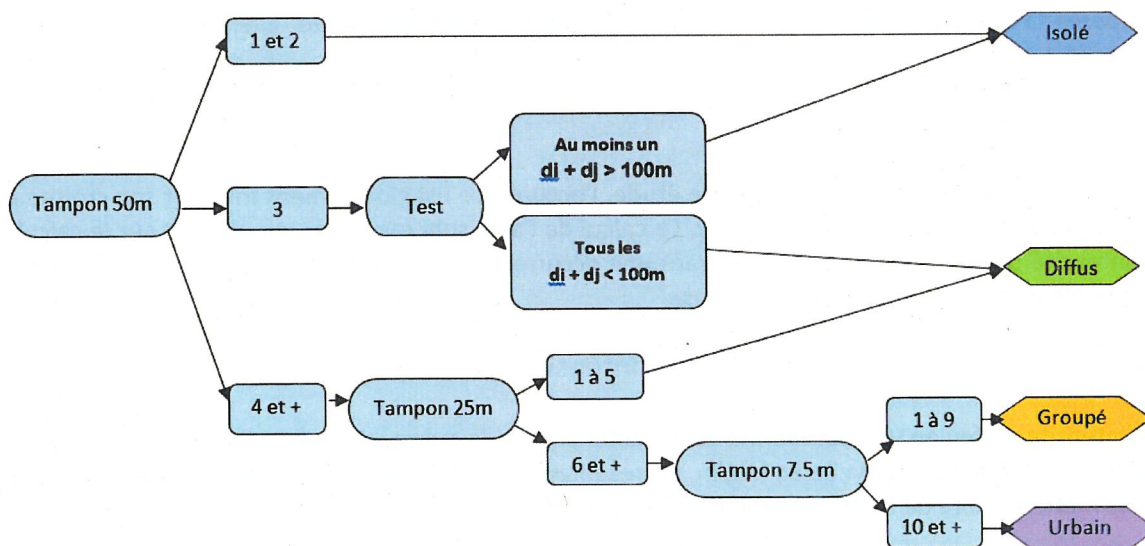 1 et 2
Isolé
Au moins un
di + dj > 100m
Tampon 50m
3
Test
Tous les
di + dj < 100m
Diffus
1 à 5
4 et +
Tampon 25m
1 à 9
Groupé
6 et +
Tampon 7.5 m
10 et +
Urbain